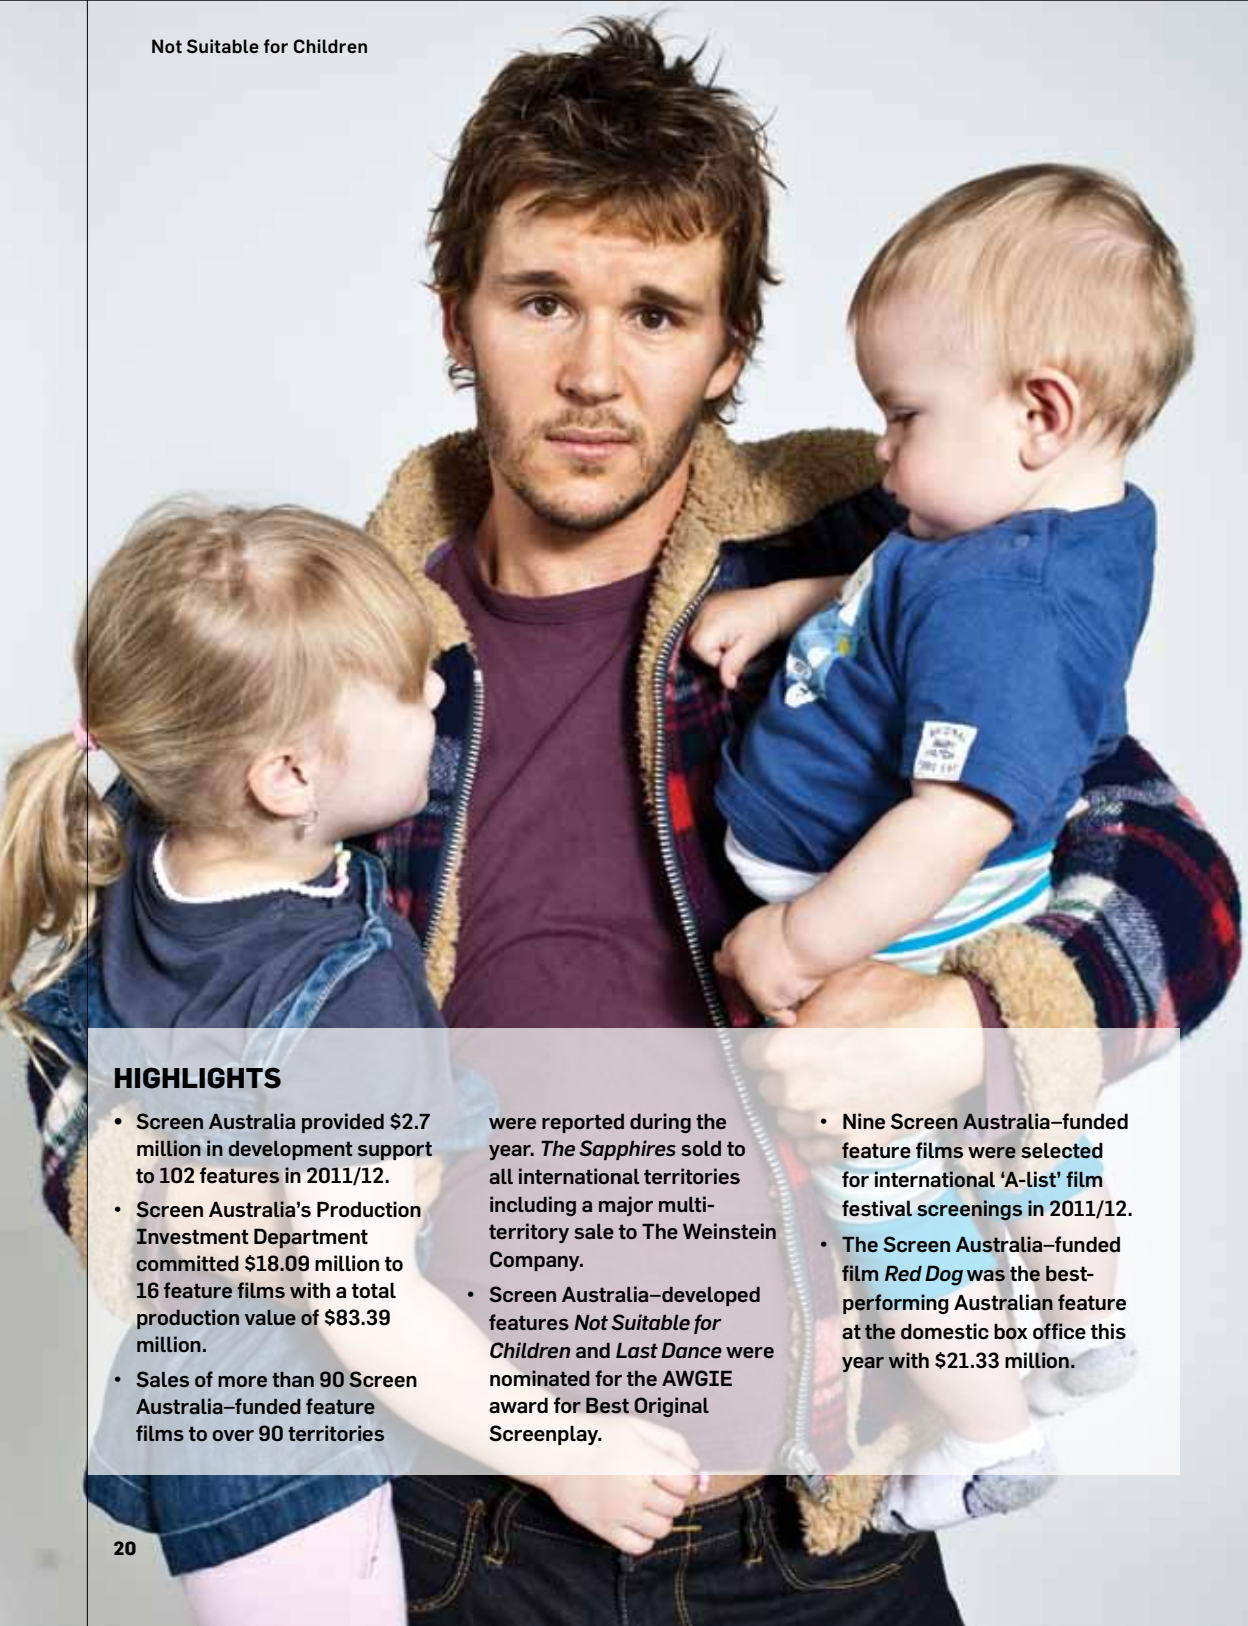 Not Suitable for Children
HIGHLIGHTS
• Screen Australia provided $2.7
million in development support
to 102 features in 2011/12.
• Screen Australia's Production
Investment Department
committed $18.09 million to
16 feature films with a total
production value of $83.39
million.
• Sales of more than 90 Screen
Australia–funded feature
films to over 90 territories
were reported during the
year. The Sapphires sold to
all international territories
including a major multi-
territory sale to The Weinstein
Company.
• Screen Australia–developed
features Not Suitable for
Children and Last Dance were
nominated for the AWGIE
award for Best Original
Screenplay.
• Nine Screen Australia–funded
feature films were selected
for international ‘A-list’ film
festival screenings in 2011/12.
• The Screen Australia–funded
film Red Dog was the best-
performing Australian feature
at the domestic box office this
year with $21.33 million.
20